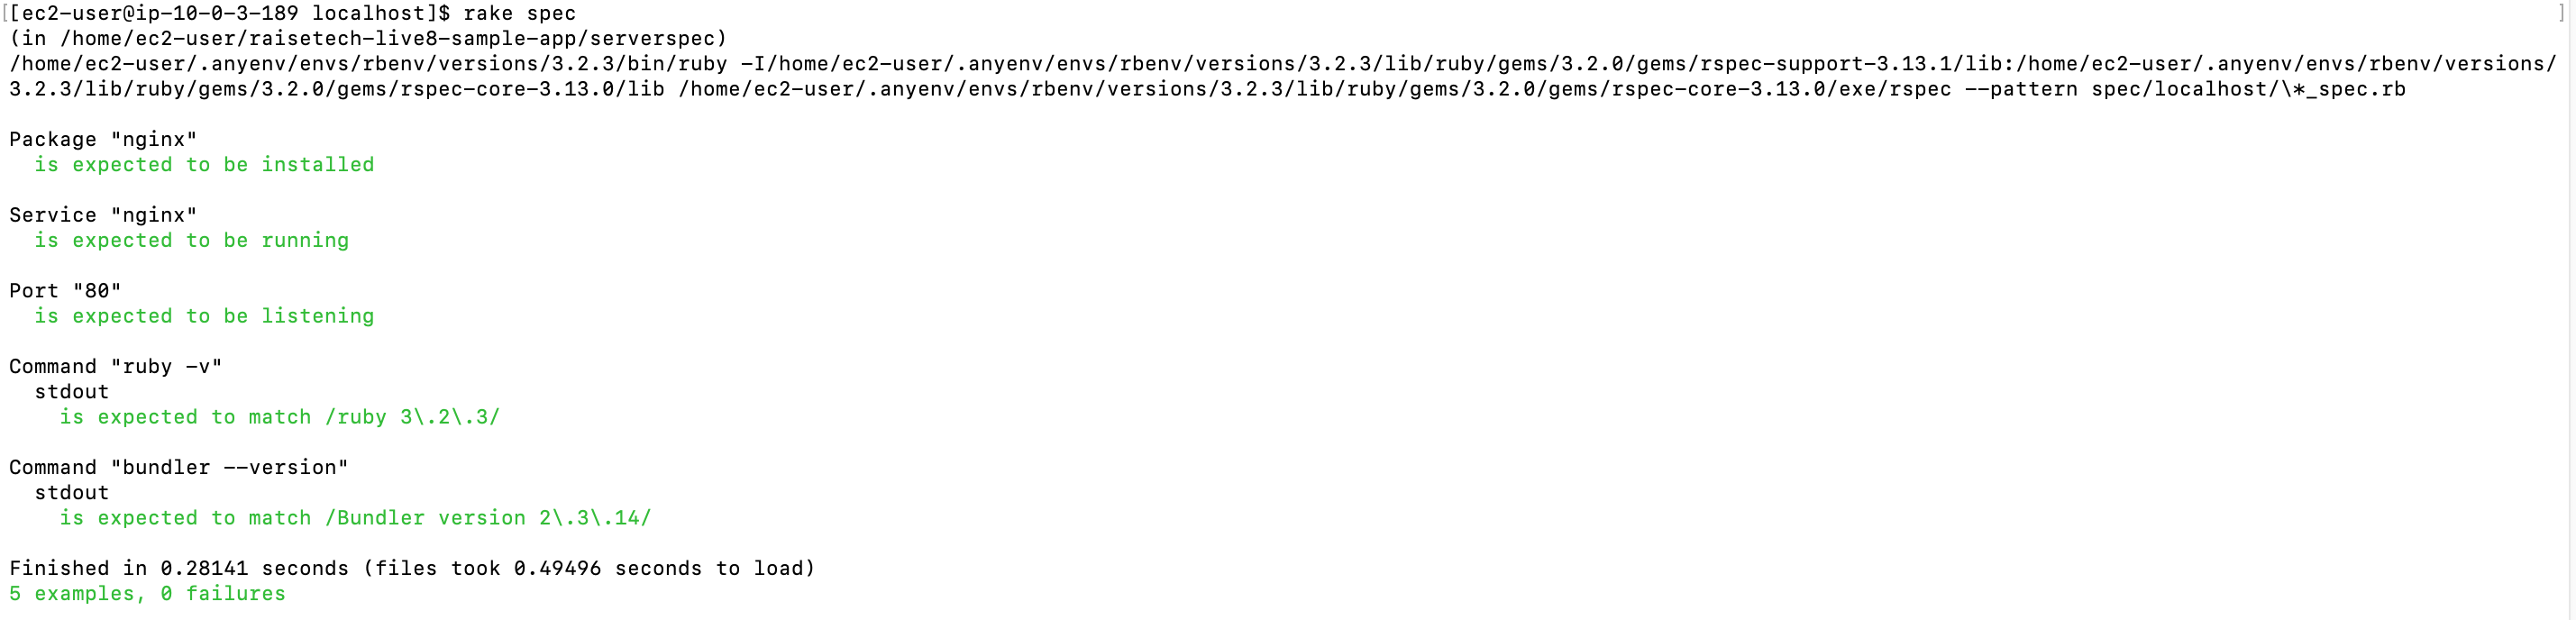 [[ec2-user@ip-10-0-3-189 localhost]$ rake spec ]
(in /home/ec2-user/raisetech-live8-sample-app/serverspec)
/home/ec2-user/.anyenv/envs/rbenv/versions/3.2.3/bin/ruby -I/home/ec2-user/.anyenv/envs/rbenv/versions/3.2.3/lib/ruby/gems/3.2.0/gems/rspec-support-3.13.1/lib:/home/ec2-user/.anyenv/envs/rbenv/versions/
3.2.3/lib/ruby/gems/3.2.0/gems/rspec-core-3.13.0/lib /home/ec2-user/.anyenv/envs/rbenv/versions/3.2.3/lib/ruby/gems/3.2.0/gems/rspec-core-3.13.0/exe/rspec --pattern spec/localhost/\*_spec.rb
Package "nginx"
is expected to be installed
Service "nginx"
is expected to be running
Port "80"
is expected to be listening
Command "ruby -v"
stdout
is expected to match /ruby 3\.2\.3/
Command "bundler --version"
stdout
is expected to match /Bundler version 2\.3\.14/
Finished in 0.28141 seconds (files took 0.49496 seconds to load)
5 examples, 0 failures